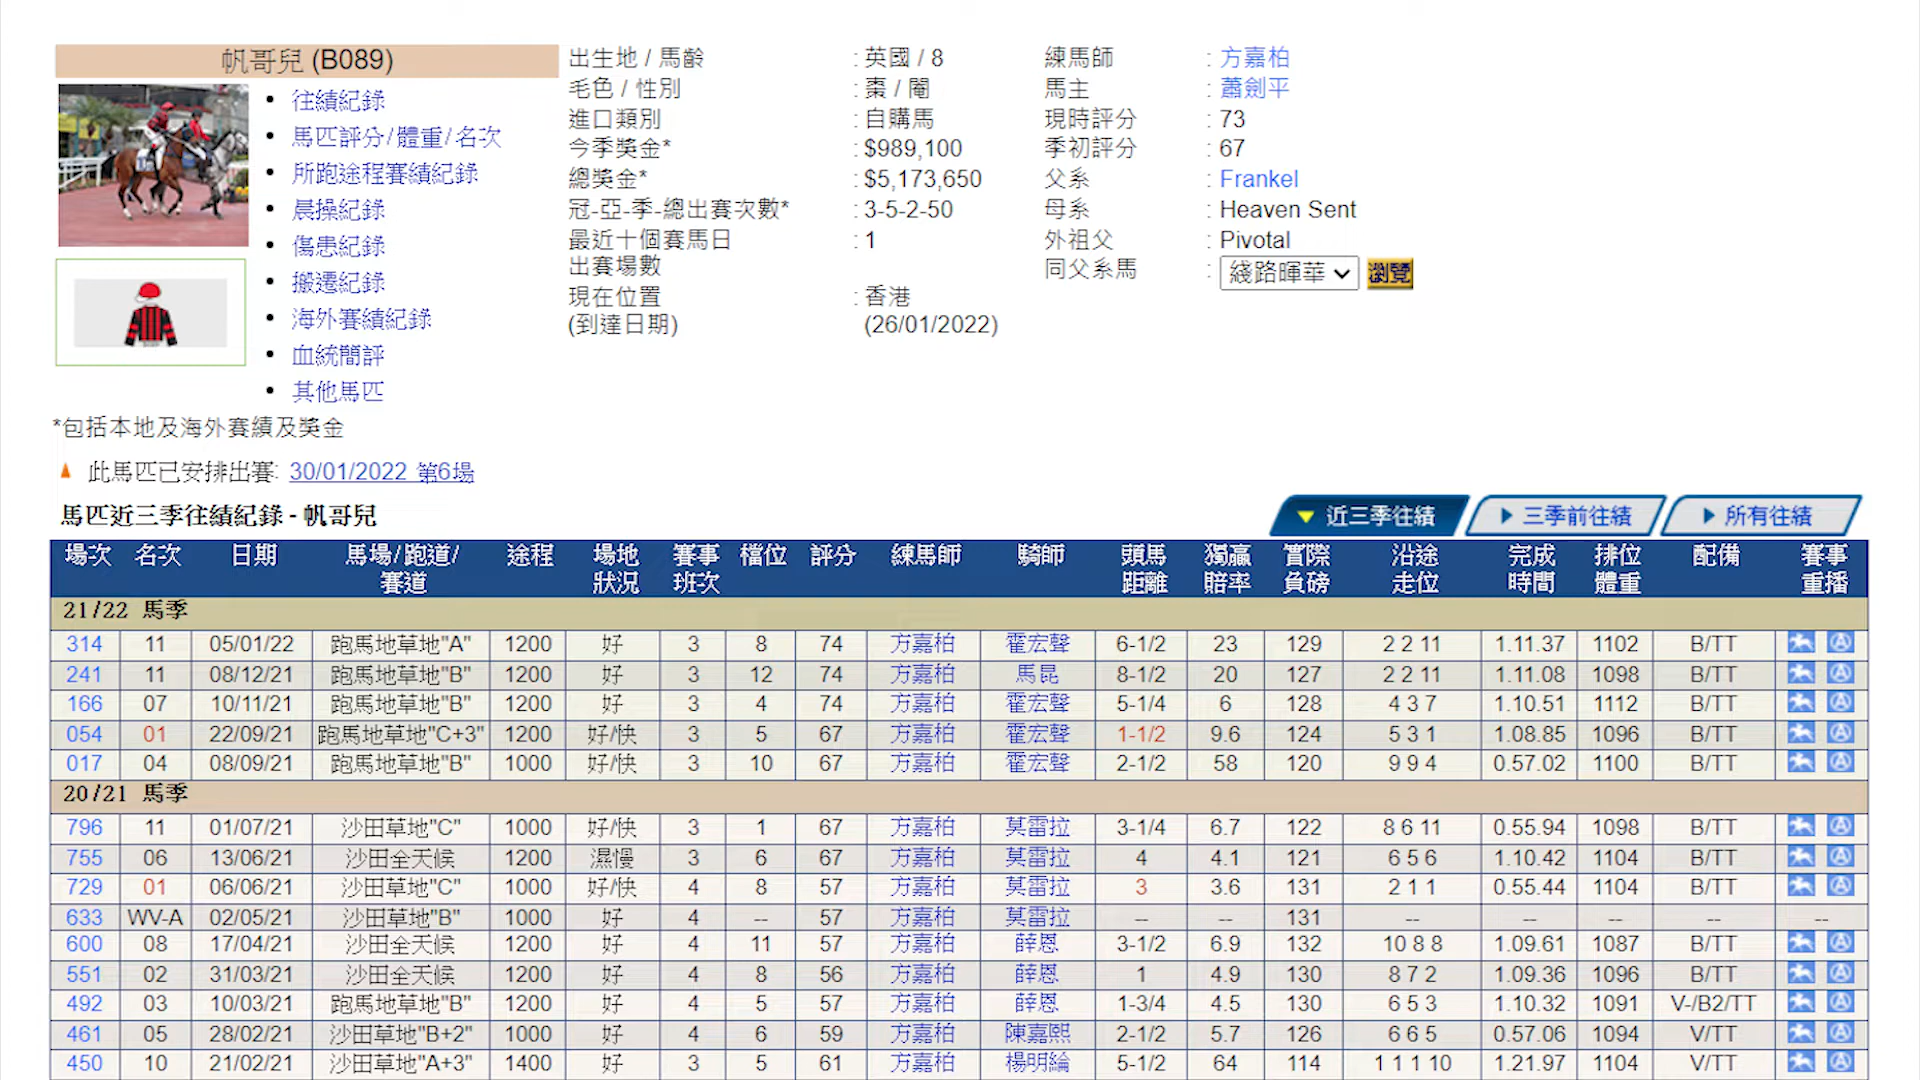 帆哥兒 (B089)
往績紀錄
馬匹評分/體重/名次
所跑途程賽績紀錄
晨操紀錄
傷患紀錄
搬遷紀錄
海外賽績紀錄
血統簡評
其他馬匹
出生地 / 馬齡 : 英國 / 8
毛色 / 性別 : 棗 / 閹
進口類別 : 自購馬
今季獎金* : $989,100
總獎金* : $5,173,650
冠-亞-季-總出賽次數* : 3-5-2-50
最近十個賽馬日 : 1
出賽場數
現在位置 : 香港
(到達日期) (26/01/2022)
練馬師 : 方嘉柏
馬主 : 蕭劍平
現時評分 : 73
季初評分 : 67
父系 : Frankel
母系 : Heaven Sent
外祖父 : Pivotal
同父系馬 : 綫路暉華 瀏覽
*包括本地及海外賽績及獎金
此馬匹已安排出賽: 30/01/2022 第6場
馬匹近三季往績紀錄 - 帆哥兒
近三季往績 三季前往績 所有往績
場次 名次 日期 馬場/跑道/賽道 途程 場地狀況 賽事班次 檔位 評分 練馬師 騎師 頭馬距離 獨贏賠率 實際負磅 沿途走位 完成時間 排位體重 配備 賽事重播
21/22 馬季
314 11 05/01/22 跑馬地草地"A" 1200 好 3 8 74 方嘉柏 霍宏聲 6-1/2 23 129 2 2 11 1.11.37 1102 B/TT
241 11 08/12/21 跑馬地草地"B" 1200 好 3 12 74 方嘉柏 馬昆 8-1/2 20 127 2 2 11 1.11.08 1098 B/TT
166 07 10/11/21 跑馬地草地"B" 1200 好 3 4 74 方嘉柏 霍宏聲 5-1/4 6 128 4 3 7 1.10.51 1112 B/TT
054 01 22/09/21 跑馬地草地"C+3" 1200 好/快 3 5 67 方嘉柏 霍宏聲 1-1/2 9.6 124 5 3 1 1.08.85 1096 B/TT
017 04 08/09/21 跑馬地草地"B" 1000 好/快 3 10 67 方嘉柏 霍宏聲 2-1/2 58 120 9 9 4 0.57.02 1100 B/TT
20/21 馬季
796 11 01/07/21 沙田草地"C" 1000 好/快 3 1 67 方嘉柏 莫雷拉 3-1/4 6.7 122 8 6 11 0.55.94 1098 B/TT
755 06 13/06/21 沙田全天候 1200 濕慢 3 6 67 方嘉柏 莫雷拉 4 4.1 121 6 5 6 1.10.42 1104 B/TT
729 01 06/06/21 沙田草地"C" 1000 好/快 4 8 57 方嘉柏 莫雷拉 3 3.6 131 2 1 1 0.55.44 1104 B/TT
633 WV-A 02/05/21 沙田草地"B" 1000 好 4 -- 57 方嘉柏 莫雷拉 -- -- 131 -- -- -- -- --
600 08 17/04/21 沙田全天候 1200 好 4 11 57 方嘉柏 薛恩 3-1/2 6.9 132 10 8 8 1.09.61 1087 B/TT
551 02 31/03/21 沙田全天候 1200 好 4 8 56 方嘉柏 薛恩 1 4.9 130 8 7 2 1.09.36 1096 B/TT
492 03 10/03/21 跑馬地草地"B" 1200 好 4 5 57 方嘉柏 薛恩 1-3/4 4.5 130 6 5 3 1.10.32 1091 V-/B2/TT
461 05 28/02/21 沙田草地"B+2" 1000 好 4 6 59 方嘉柏 陳嘉熙 2-1/2 5.7 126 6 6 5 0.57.06 1094 V/TT
450 10 21/02/21 沙田草地"A+3" 1400 好 3 5 61 方嘉柏 楊明綸 5-1/2 64 114 1 1 1 10 1.21.97 1104 V/TT